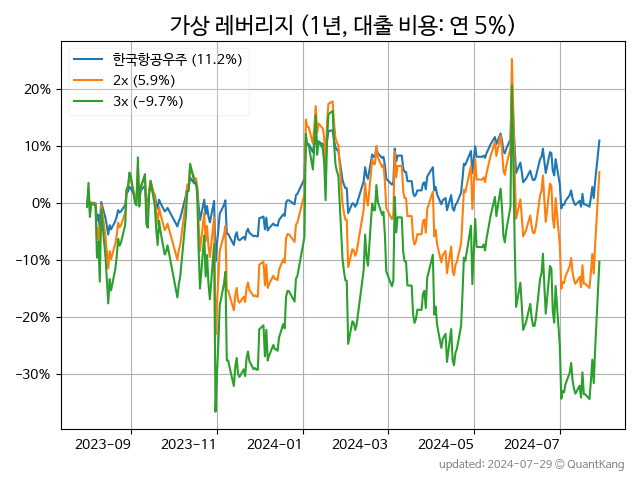 가상 레버리지 (1년, 대출 비용: 연 5%)
한국항공우주 (11.2%)
2x (5.9%)
3x (−9.7%)
20%
10%
0%
−10%
−20%
−30%
2023-09 2023-11 2024-01 2024-03 2024-05 2024-07
updated: 2024-07-29 © QuantKang